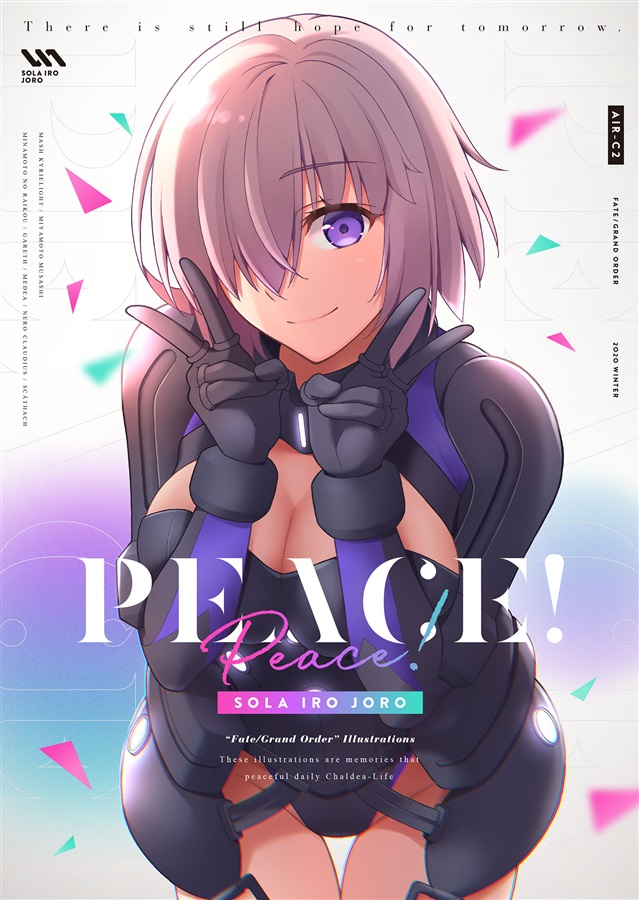 There is still hope for tomorrow.
SOLA IRO
JORO
AIR-C2
FATE/GRAND ORDER
2020 WINTER
MASH KYRIELIGHT / MIYAMOTO MUSASHI
MINAMOTO NO RAIKOU / GARETH / MEDEA / NERO CLAUDIUS / SCÁTHACH
PEACE!
Peace!
SOLA IRO JORO
“Fate/Grand Order” Illustrations
These illustrations are memories that
peaceful daily Chaldea-Life